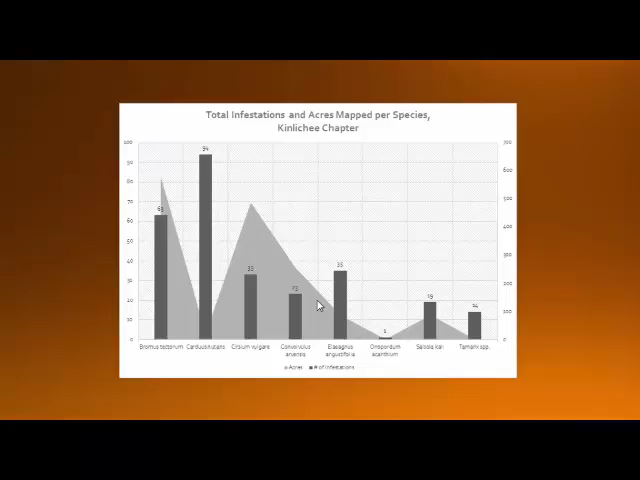 Total Infestations and Acres Mapped per Species,
Kinlichee Chapter
100
90
80
70
60
50
40
30
20
10
0
700
600
500
400
300
200
100
0
63
94
33
23
35
1
19
14
Bromus tectorum
Carduus nutans
Cirsium vulgare
Convolvulus arvensis
Elaeagnus angustifolia
Onopordum acanthium
Salsola kali
Tamarix spp.
Acres
# of Infestations